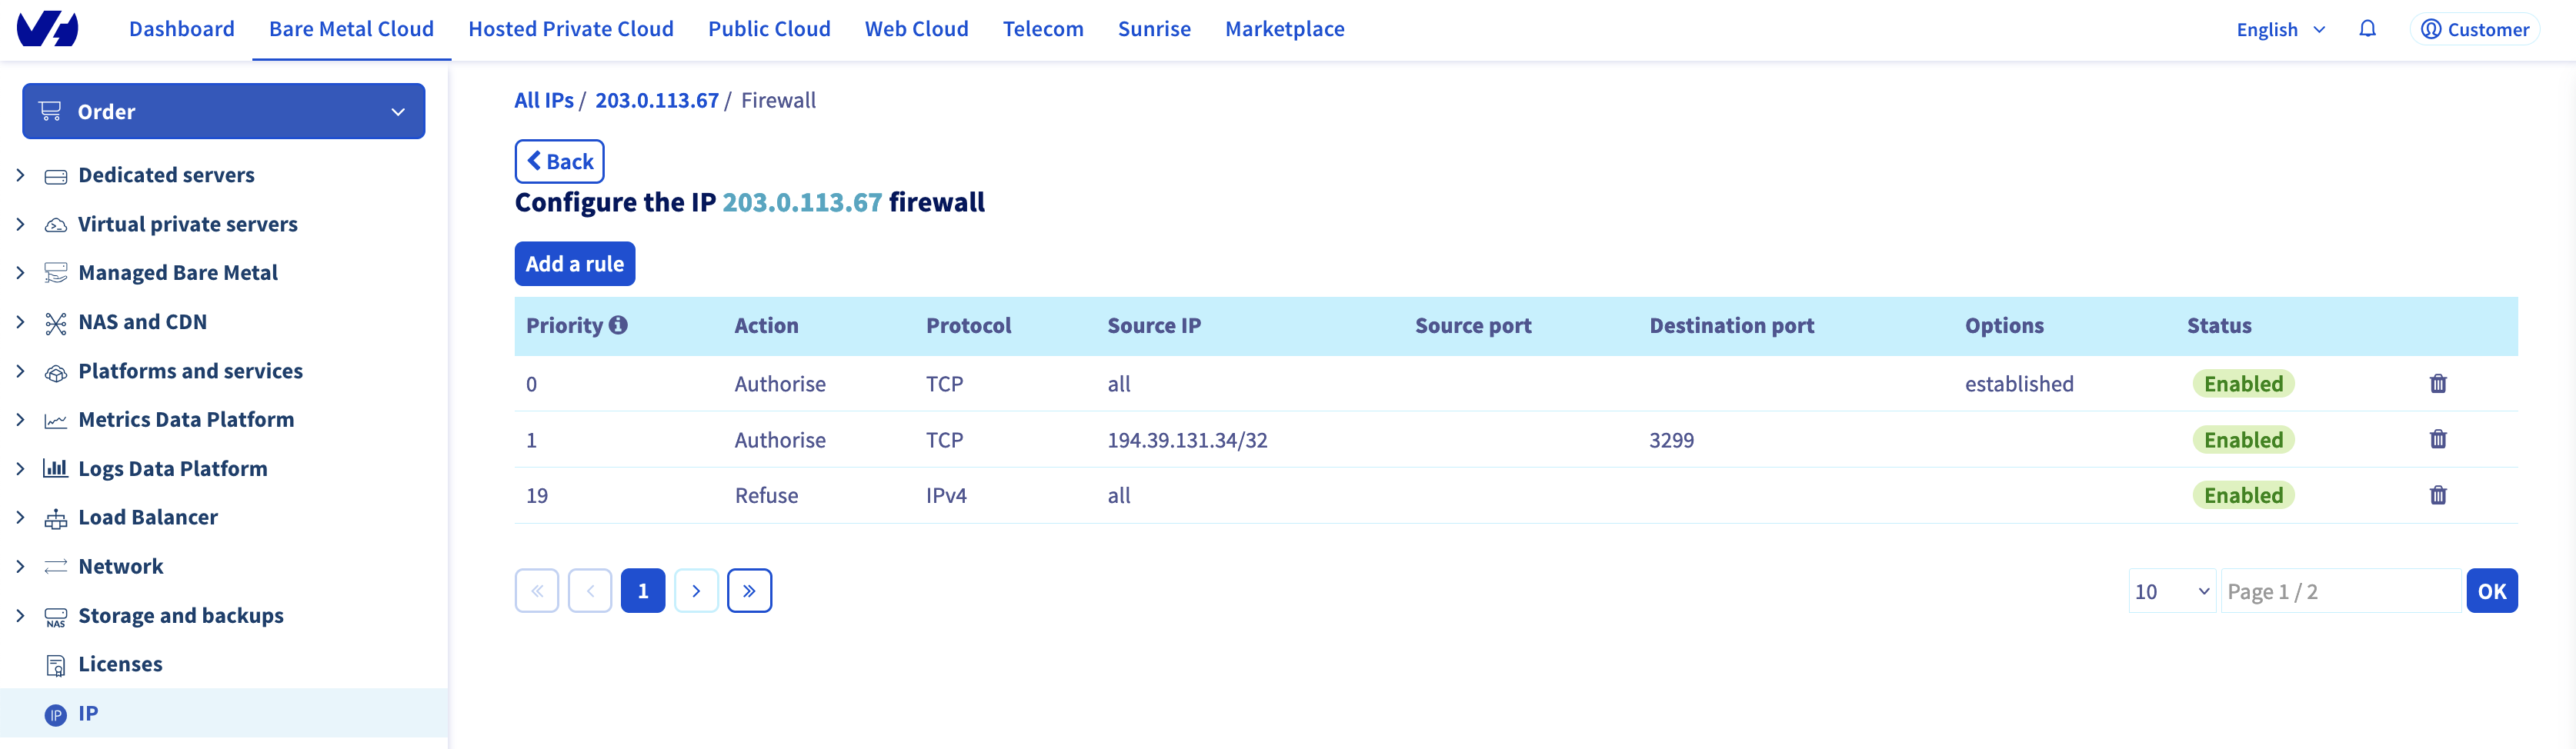 Dashboard Bare Metal Cloud Hosted Private Cloud Public Cloud Web Cloud Telecom Sunrise Marketplace English Customer
Order
Dedicated servers
Virtual private servers
Managed Bare Metal
NAS and CDN
Platforms and services
Metrics Data Platform
Logs Data Platform
Load Balancer
Network
NAS
Storage and backups
Licenses
IP
IP
All IPs / 203.0.113.67 / Firewall
Back
Configure the IP 203.0.113.67 firewall
Add a rule
Priority Action Protocol Source IP Source port Destination port Options Status
0 Authorise TCP all established Enabled
1 Authorise TCP 194.39.131.34/32 3299 Enabled
19 Refuse IPv4 all Enabled
« ‹ 1 › » 10 Page 1 / 2 OK